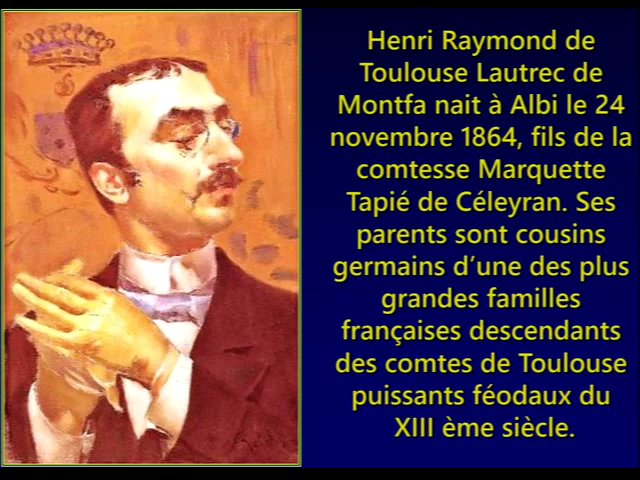 Henri Raymond de
Toulouse Lautrec de
Montfa nait à Albi le 24
novembre 1864, fils de la
comtesse Marquette
Tapié de Céleyran. Ses
parents sont cousins
germains d’une des plus
grandes familles
françaises descendants
des comtes de Toulouse
puissants féodaux du
XIII ème siècle.